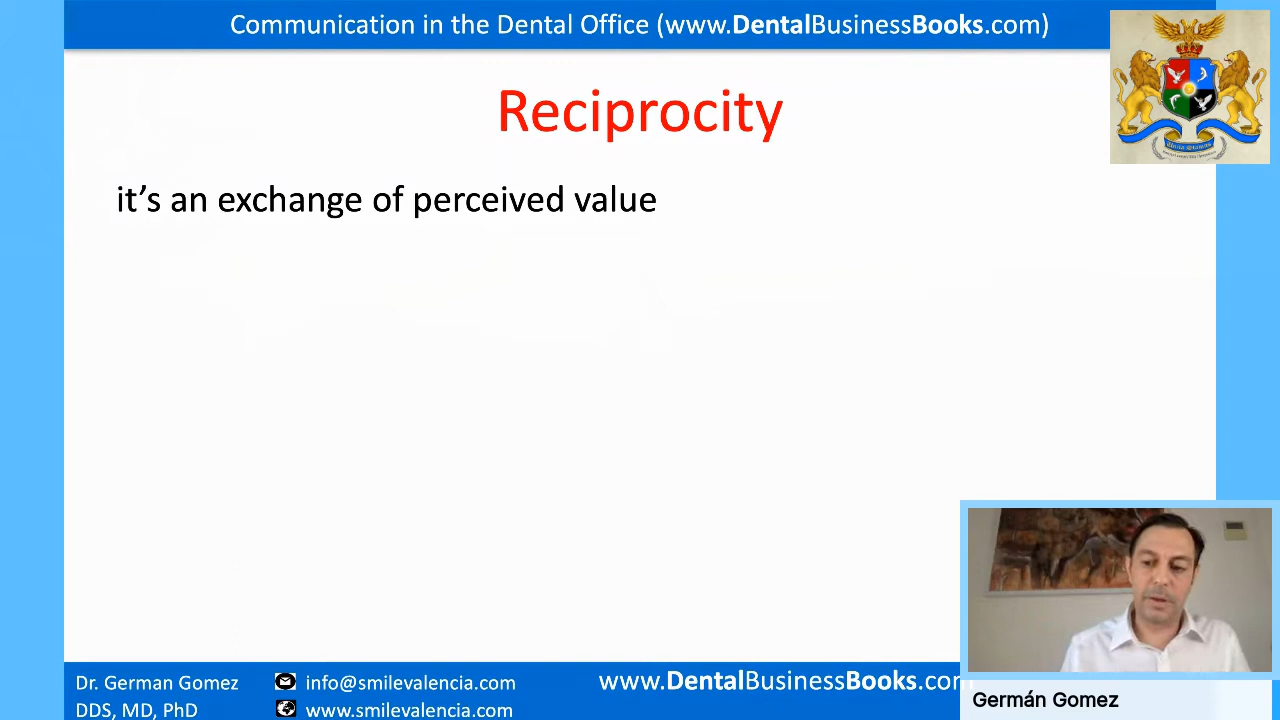 Communication in the Dental Office (www.DentalBusinessBooks.com)
Reciprocity
it’s an exchange of perceived value
Dr. German Gomez
info@smilevalencia.com
www.DentalBusinessBooks.com
DDS, MD, PhD
www.smilevalencia.com
Germán Gomez